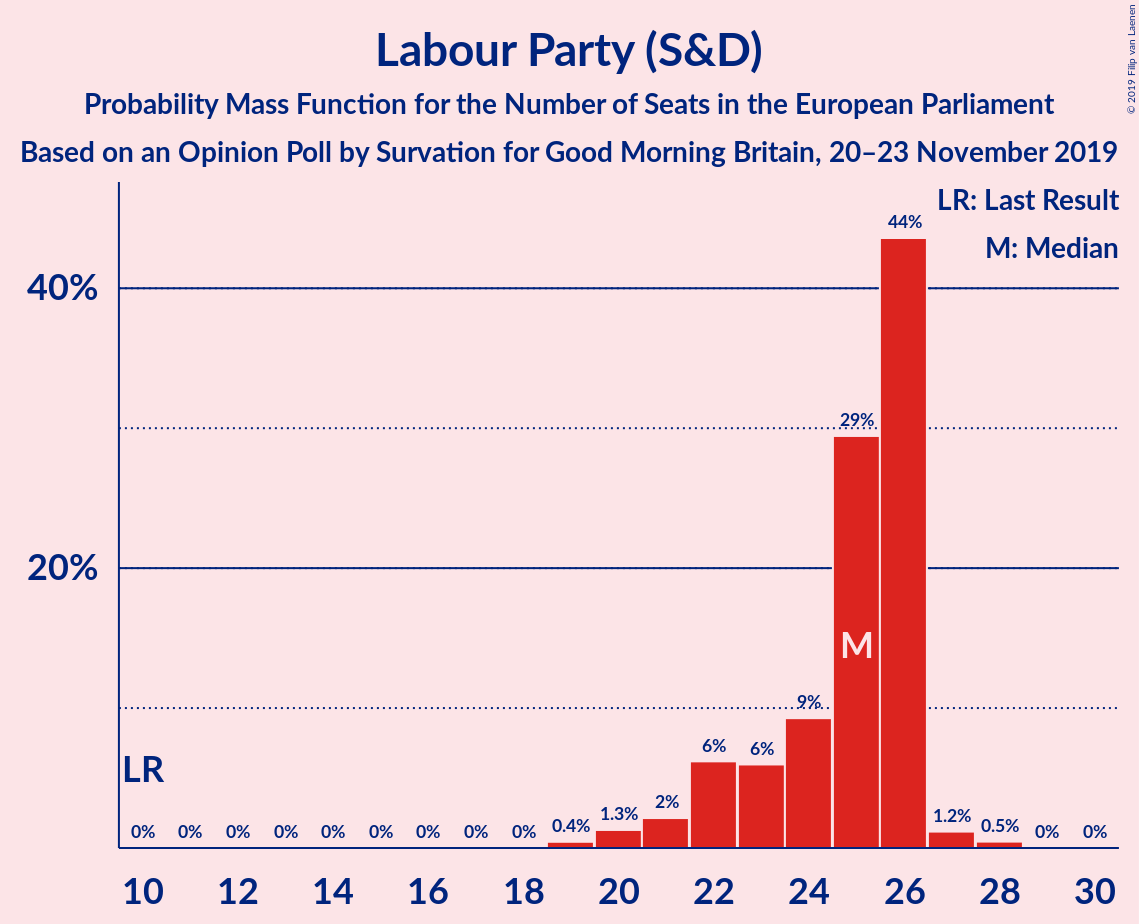 Labour Party (S&D)
Probability Mass Function for the Number of Seats in the European Parliament
Based on an Opinion Poll by Survation for Good Morning Britain, 20–23 November 2019
© 2019 Filip van Laenen
LR: Last Result
M: Median
40%
20%
LR
M
0% 0% 0% 0% 0% 0% 0% 0% 0% 0.4% 1.3% 2% 6% 6% 9% 29% 44% 1.2% 0.5% 0% 0%
10 12 14 16 18 20 22 24 26 28 30